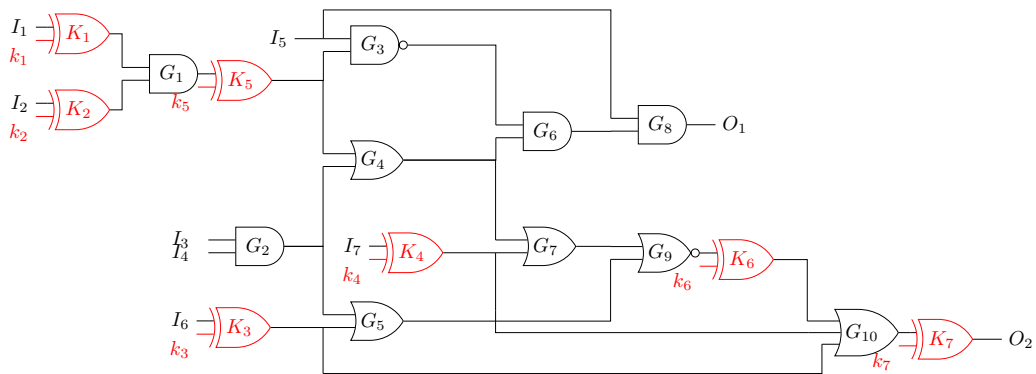 I1 K1
k1
I5 G3
G1 K5
k5
I2 K2
k2
G6 G8 O1
G4
I3
I4 G2
I7 K4 G7 G9 K6
k4 k6
I6 K3 G5
k3
G10 K7 O2
k7